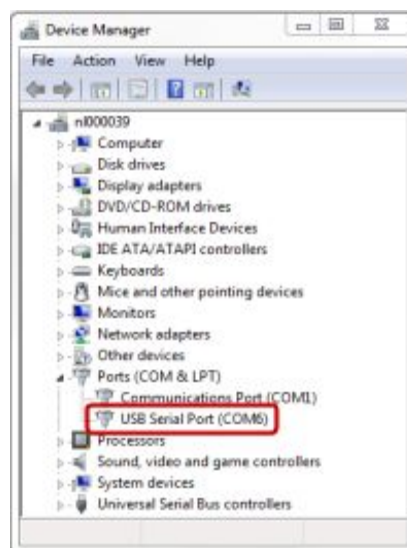 Device Manager
File Action View Help
nl000039
Computer
Disk drives
Display adapters
DVD/CD-ROM drives
Human Interface Devices
IDE ATA/ATAPI controllers
Keyboards
Mice and other pointing devices
Monitors
Network adapters
Other devices
Ports (COM & LPT)
Communications Port (COM1)
USB Serial Port (COM6)
Processors
Sound, video and game controllers
System devices
Universal Serial Bus controllers